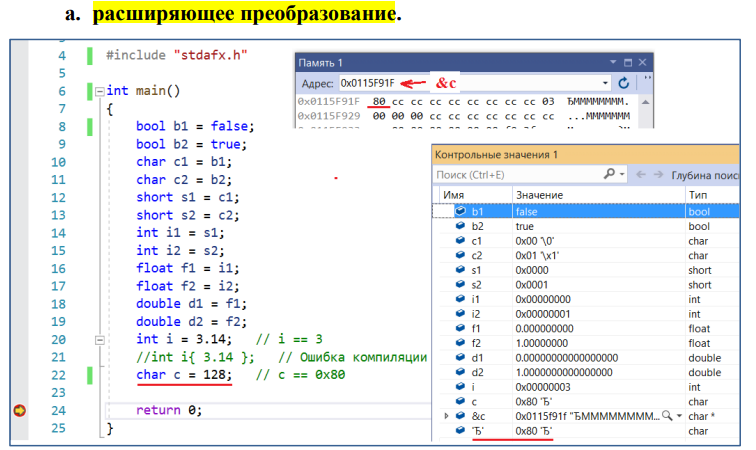 a. расширяющее преобразование.
4 #include "stdafx.h"
5
6 int main()
7 {
8 bool b1 = false;
9 bool b2 = true;
10 char c1 = b1;
11 char c2 = b2;
12 short s1 = c1;
13 short s2 = c2;
14 int i1 = s1;
15 int i2 = s2;
16 float f1 = i1;
17 float f2 = i2;
18 double d1 = f1;
19 double d2 = f2;
20 int i = 3.14; // i == 3
21 //int i{ 3.14 }; // Ошибка компиляции
22 char c = 128; // c == 0x80
23
24 return 0;
25 }
Память 1
Адрес: 0x0115F91F &c
0x0115F91F 80 cc cc cc cc cc cc cc cc 03 ЂMMMMMMMM.
0x0115F929 00 00 00 cc cc cc cc cc cc cc ...MMMMMMM
Контрольные значения 1
Поиск (Ctrl+E) Глубина поис
Имя Значение Тип
b1 false bool
b2 true bool
c1 0x00 '\0' char
c2 0x01 '\x1' char
s1 0x0000 short
s2 0x0001 short
i1 0x00000000 int
i2 0x00000001 int
f1 0.000000000 float
f2 1.00000000 float
d1 0.0000000000000000 double
d2 1.0000000000000000 double
i 0x00000003 int
c 0x80 'Ђ' char
&c 0x0115f91f "ЂMMMMMMMM... char *
'Ђ' 0x80 'Ђ' char